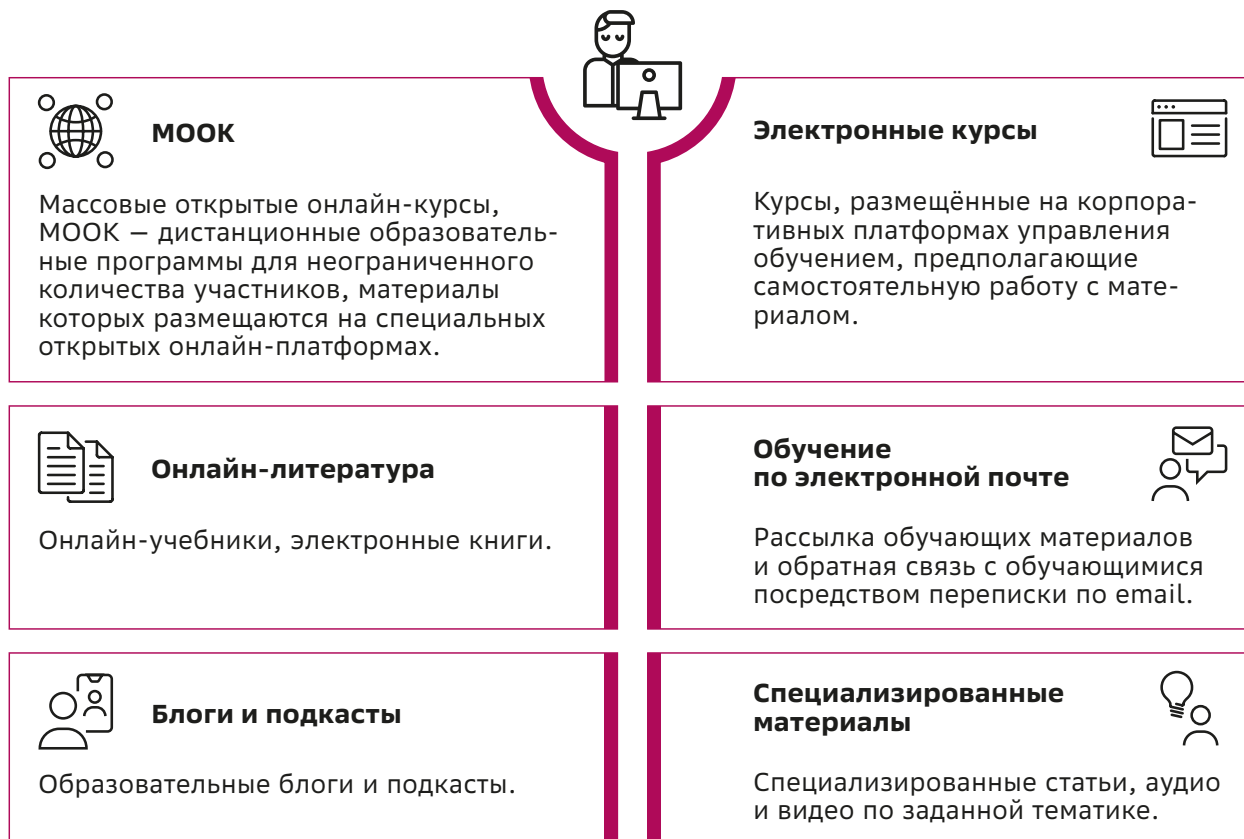 МООК
Массовые открытые онлайн-курсы,
МООК — дистанционные образователь-
ные программы для неограниченного
количества участников, материалы
которых размещаются на специальных
открытых онлайн-платформах.
Электронные курсы
Курсы, размещённые на корпора-
тивных платформах управления
обучением, предполагающие
самостоятельную работу с мате-
риалом.
Онлайн-литература
Онлайн-учебники, электронные книги.
Обучение
по электронной почте
Рассылка обучающих материалов
и обратная связь с обучающимися
посредством переписки по email.
Блоги и подкасты
Образовательные блоги и подкасты.
Специализированные
материалы
Специализированные статьи, аудио
и видео по заданной тематике.